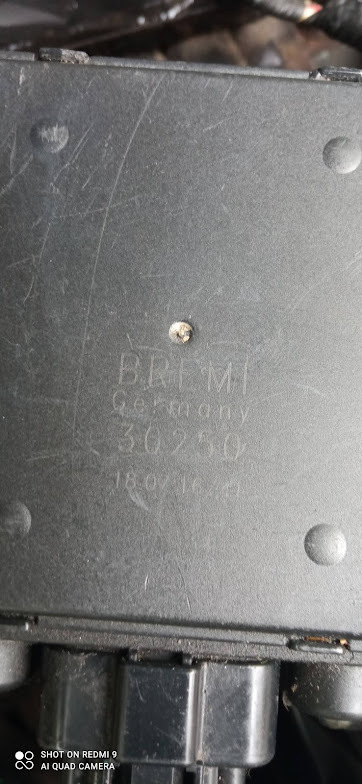 BREMI
Germany
30250
SHOT ON REDMI 9
AI QUAD CAMERA